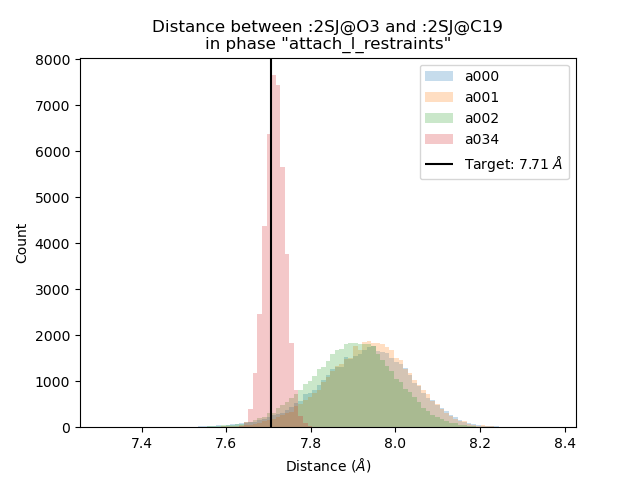 Distance between :2SJ@O3 and :2SJ@C19
in phase "attach_l_restraints"
8000
7000
6000
5000
4000
3000
2000
1000
0
Count
a000
a001
a002
a034
Target: 7.71 Å
7.4
7.6
7.8
8.0
8.2
8.4
Distance (Å)